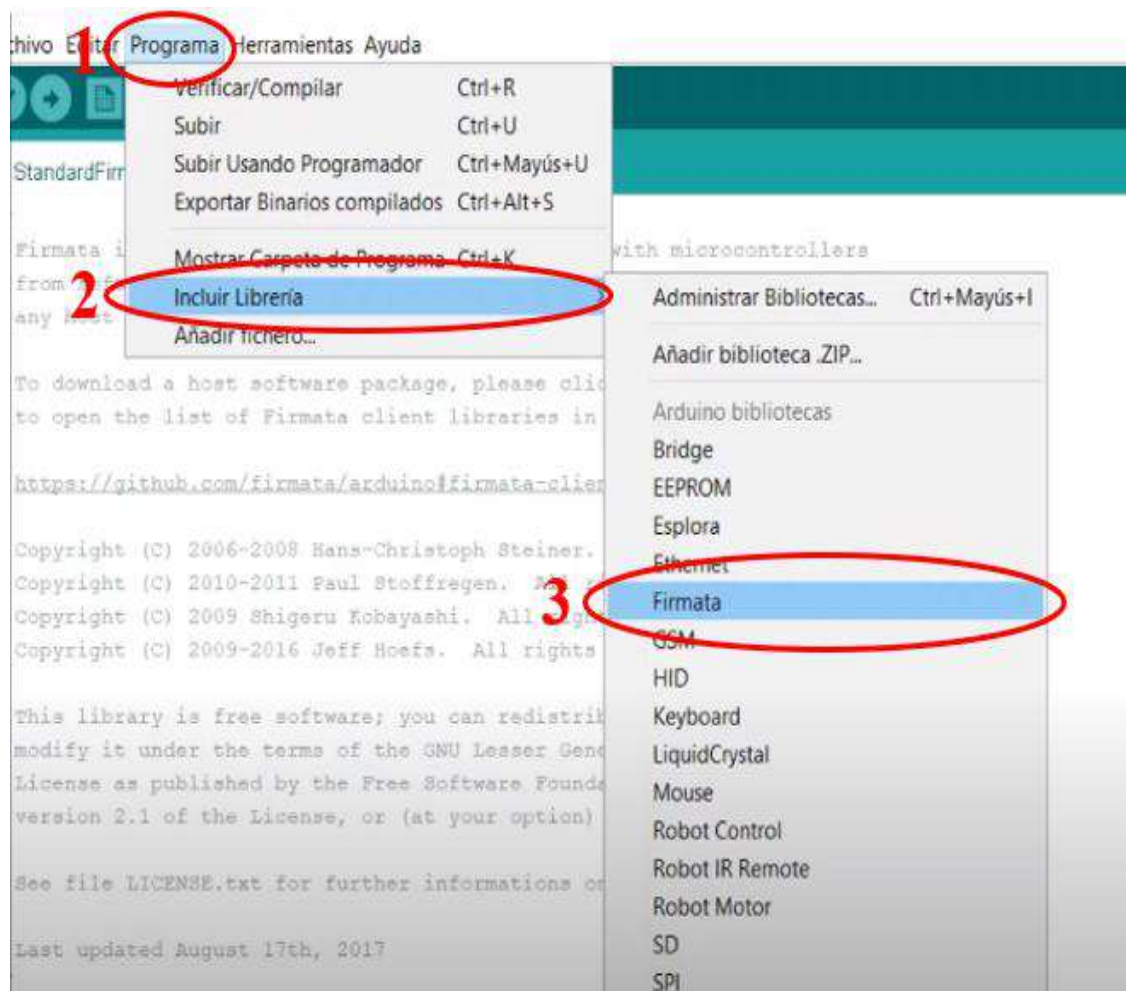 1
chivo Editar Programa Herramientas Ayuda
Verificar/Compilar Ctrl+R
Subir Ctrl+U
Subir Usando Programador Ctrl+Mayús+U
Exportar Binarios compilados Ctrl+Alt+S
Mostrar Carpeta de Programa Ctrl+K
2
Incluir Librería
Añadir fichero...
Administrar Bibliotecas... Ctrl+Mayús+I
Añadir biblioteca .ZIP...
Arduino bibliotecas
Bridge
EEPROM
Esplora
Ethernet
3
Firmata
GSM
HID
Keyboard
LiquidCrystal
Mouse
Robot Control
Robot IR Remote
Robot Motor
SD
SPI
StandardFirm
Firmata i
with microcontrollers
from
any host
To download a host software package, please clic
to open the list of Firmata client libraries in
https://github.com/firmata/arduino#firmata-clien
Copyright (C) 2006-2008 Hans-Christoph Steiner.
Copyright (C) 2010-2011 Paul Stoffregen. All r
Copyright (C) 2009 Shigeru Kobayashi. All righ
Copyright (C) 2009-2016 Jeff Hoefs. All rights
This library is free software; you can redistrib
modify it under the terms of the GNU Lesser Gene
License as published by the Free Software Founda
version 2.1 of the License, or (at your option)
See file LICENSE.txt for further informations on
Last updated August 17th, 2017